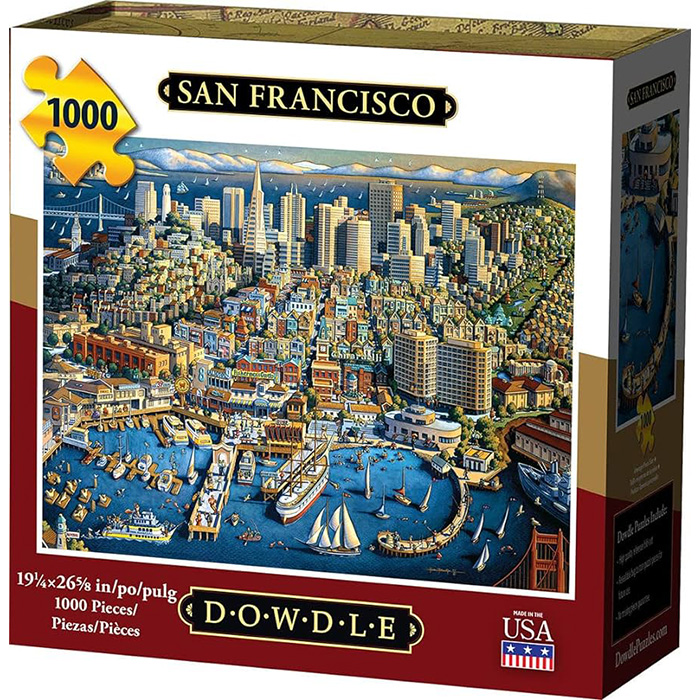 1000
SAN FRANCISCO
SAN FRANCISCO
1000
19¼×26⅝ in/po/pulg
1000 Pieces/
Piezas/Pièces
D·O·W·D·L·E
MADE IN THE
USA
Dowdle Puzzles Include:
DowdlePuzzles.com